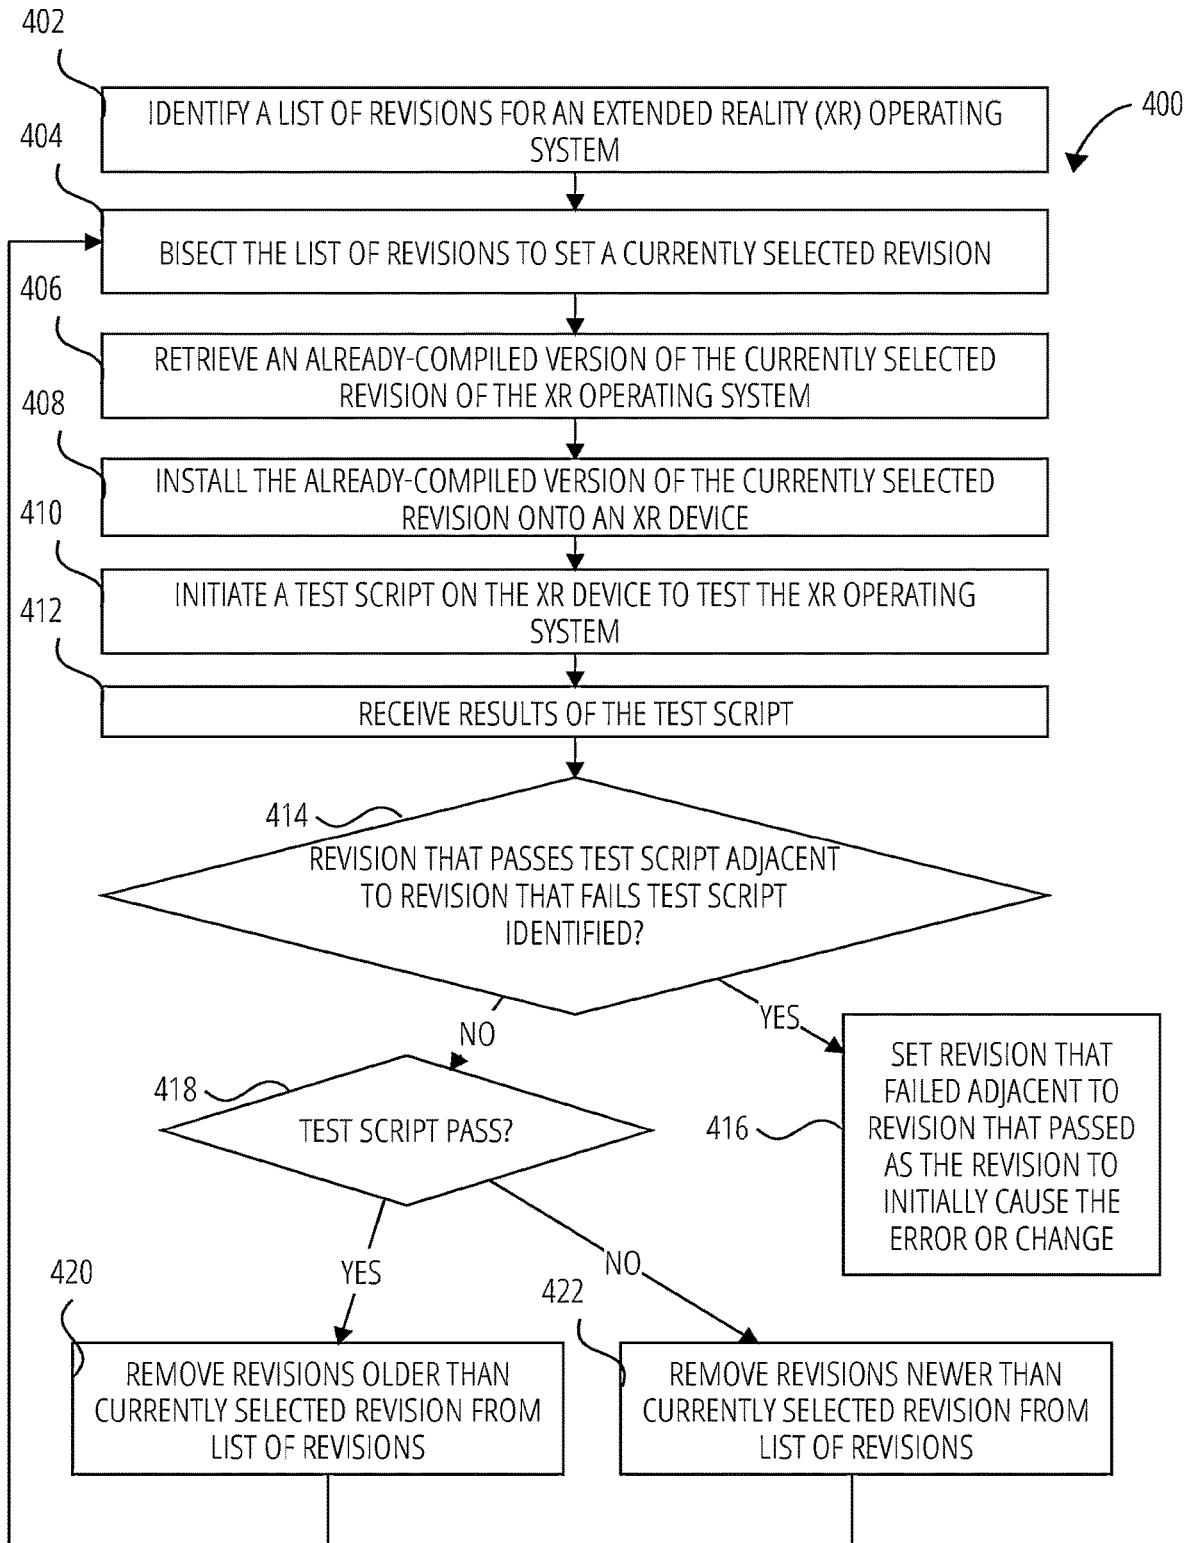 402
IDENTIFY A LIST OF REVISIONS FOR AN EXTENDED REALITY (XR) OPERATING
SYSTEM
400
404
BISECT THE LIST OF REVISIONS TO SET A CURRENTLY SELECTED REVISION
406
RETRIEVE AN ALREADY-COMPILED VERSION OF THE CURRENTLY SELECTED
REVISION OF THE XR OPERATING SYSTEM
408
INSTALL THE ALREADY-COMPILED VERSION OF THE CURRENTLY SELECTED
REVISION ONTO AN XR DEVICE
410
INITIATE A TEST SCRIPT ON THE XR DEVICE TO TEST THE XR OPERATING
SYSTEM
412
RECEIVE RESULTS OF THE TEST SCRIPT
414
REVISION THAT PASSES TEST SCRIPT ADJACENT
TO REVISION THAT FAILS TEST SCRIPT
IDENTIFIED?
NO
YES
416
SET REVISION THAT
FAILED ADJACENT TO
REVISION THAT PASSED
AS THE REVISION TO
INITIALLY CAUSE THE
ERROR OR CHANGE
418
TEST SCRIPT PASS?
YES
NO
420
REMOVE REVISIONS OLDER THAN
CURRENTLY SELECTED REVISION FROM
LIST OF REVISIONS
422
REMOVE REVISIONS NEWER THAN
CURRENTLY SELECTED REVISION FROM
LIST OF REVISIONS